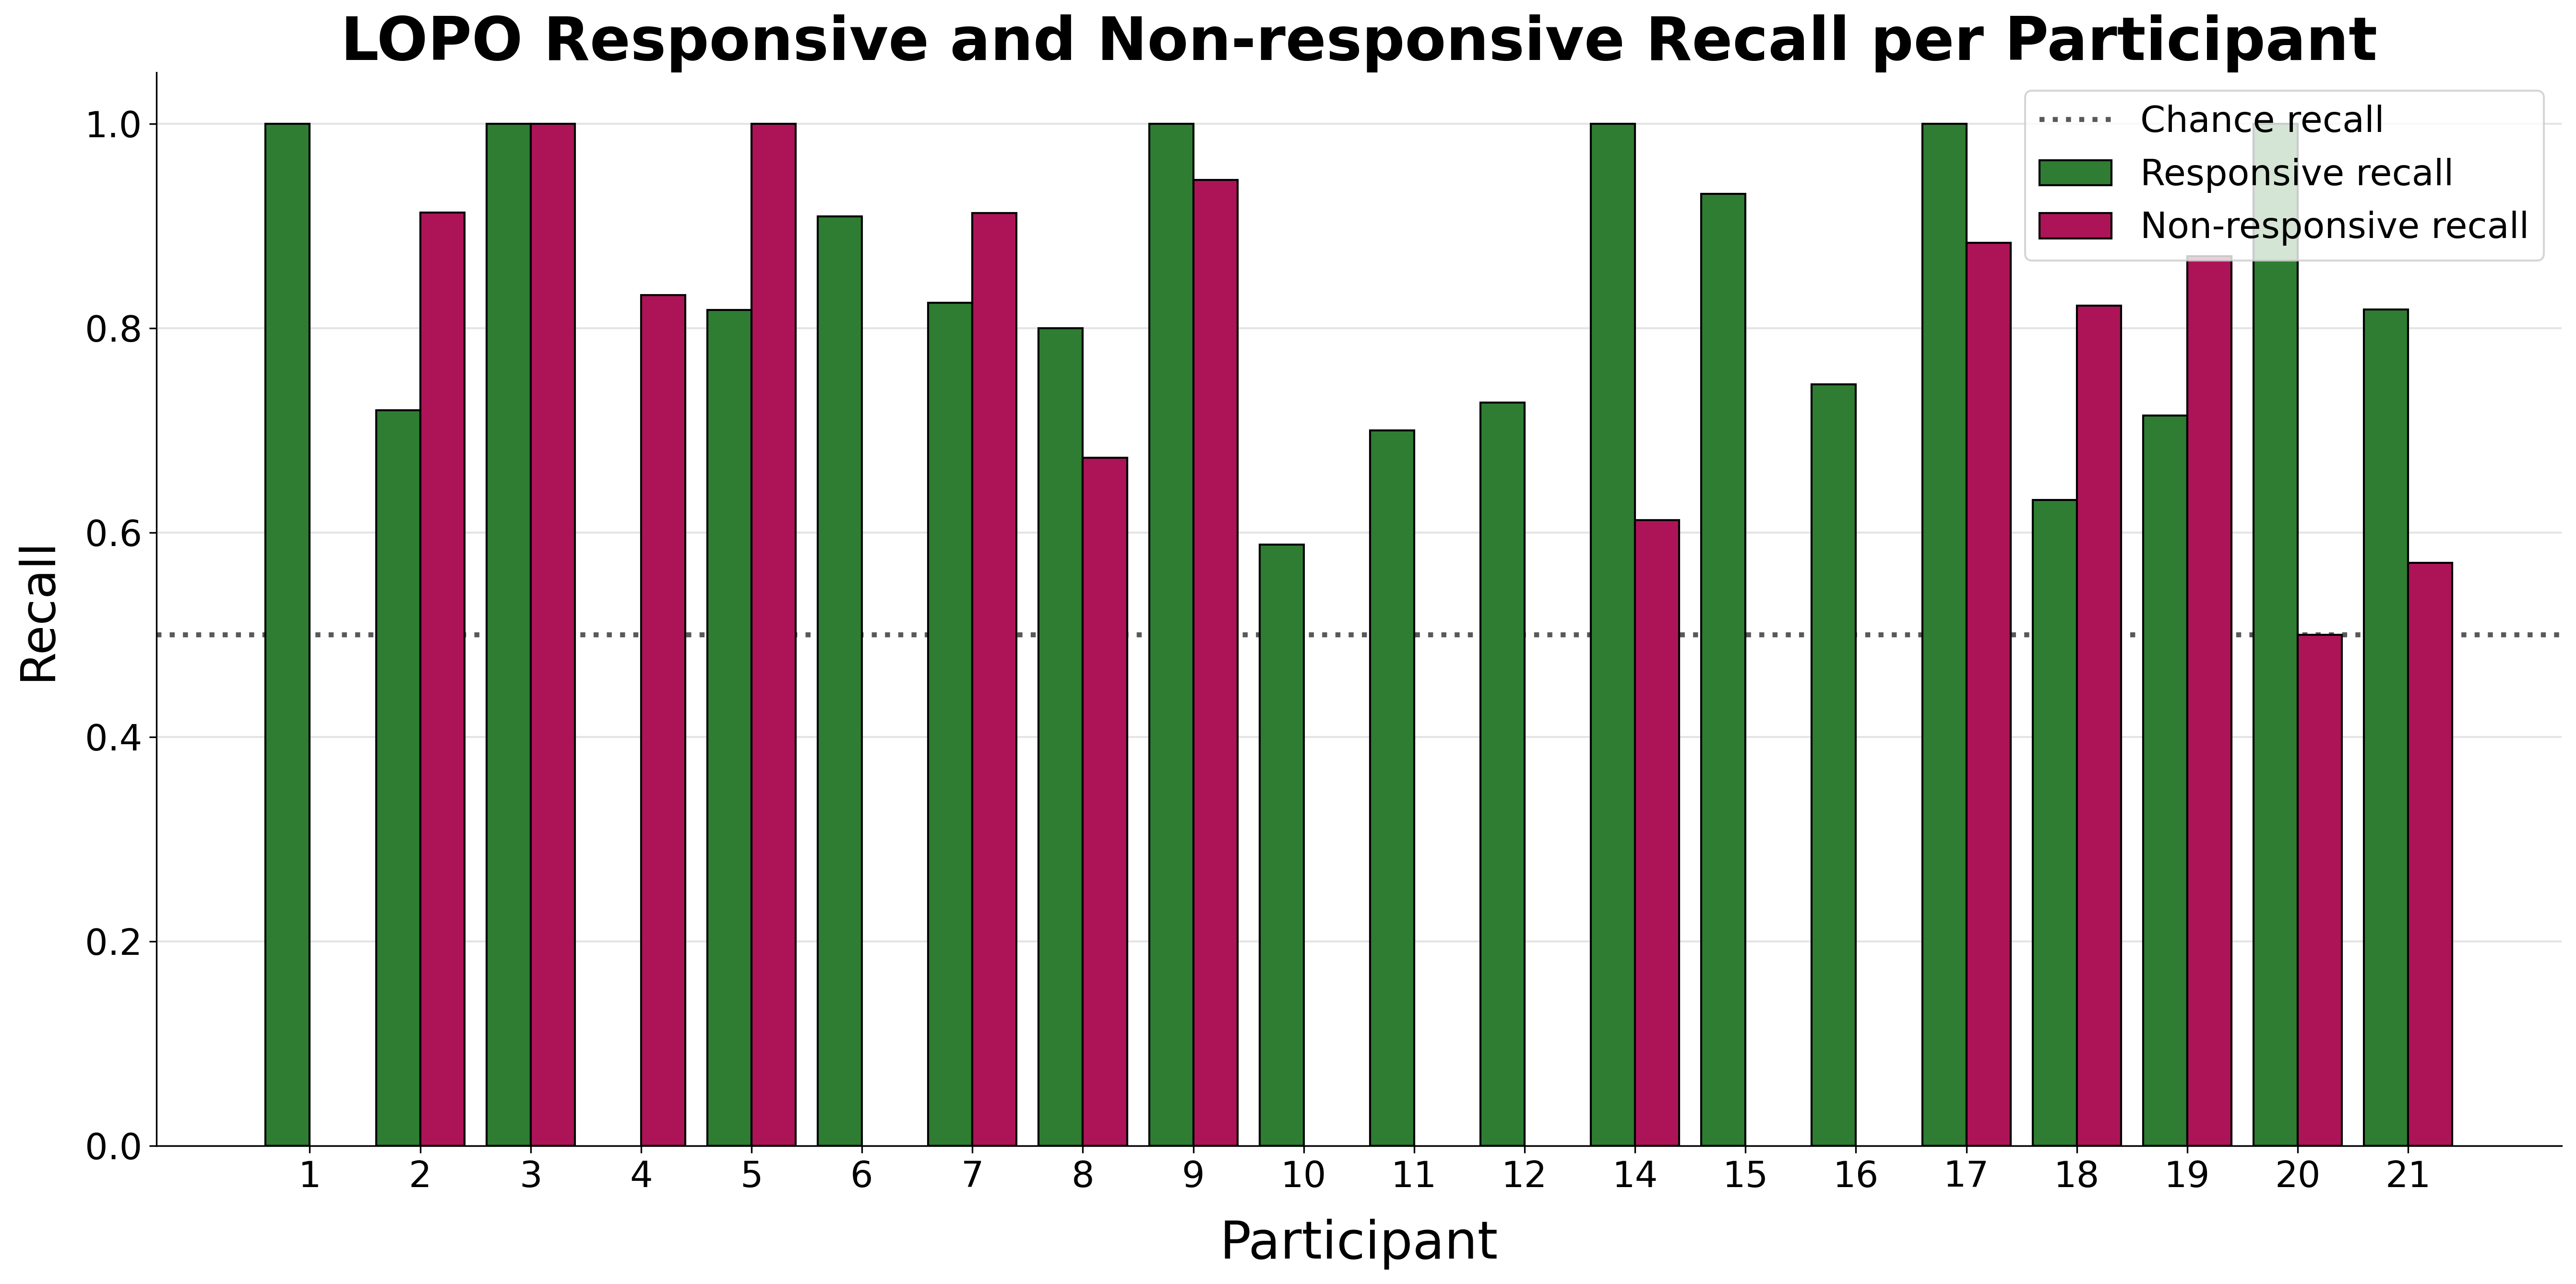 LOPO Responsive and Non-responsive Recall per Participant
Chance recall
Responsive recall
Non-responsive recall
1.0
0.8
0.6
0.4
0.2
0.0
Recall
1 2 3 4 5 6 7 8 9 10 11 12 14 15 16 17 18 19 20 21
Participant